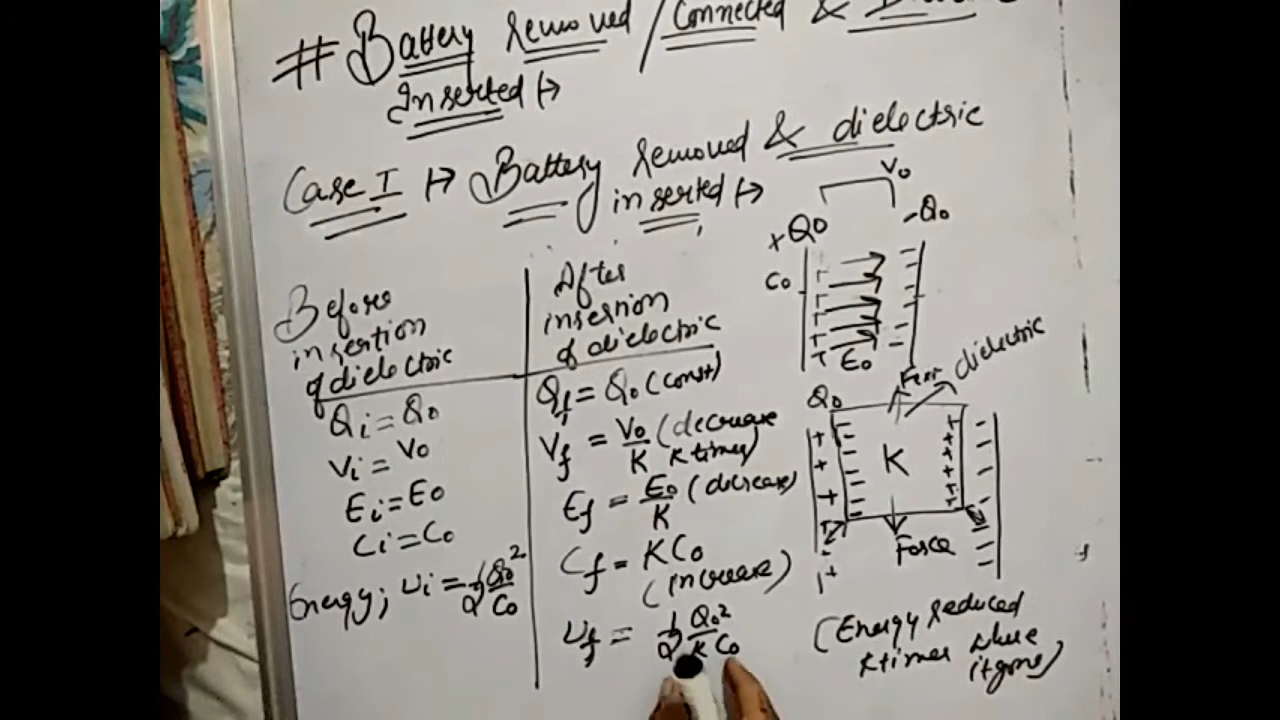 # Battery removed / Connected &
Inserted :→
Case I :→ Battery removed & dielectric
inserted :→
Before
insertion
of dielectric
Qi = Q0
Vi = V0
Ei = E0
Ci = C0
Energy; Ui = 1/2 Q0²/C0
After
insertion
of dielectric
Qf = Q0 (const)
Vf = V0/K (decrease
K times)
Ef = E0/K (decrease)
Cf = KC0
(increase)
Uf = 1/2 Q0²/KC0
V0
+Q0 -Q0
C0
E0
dielectric
Fext
Q0
K
Force
(Energy reduced
K times where
it gone)